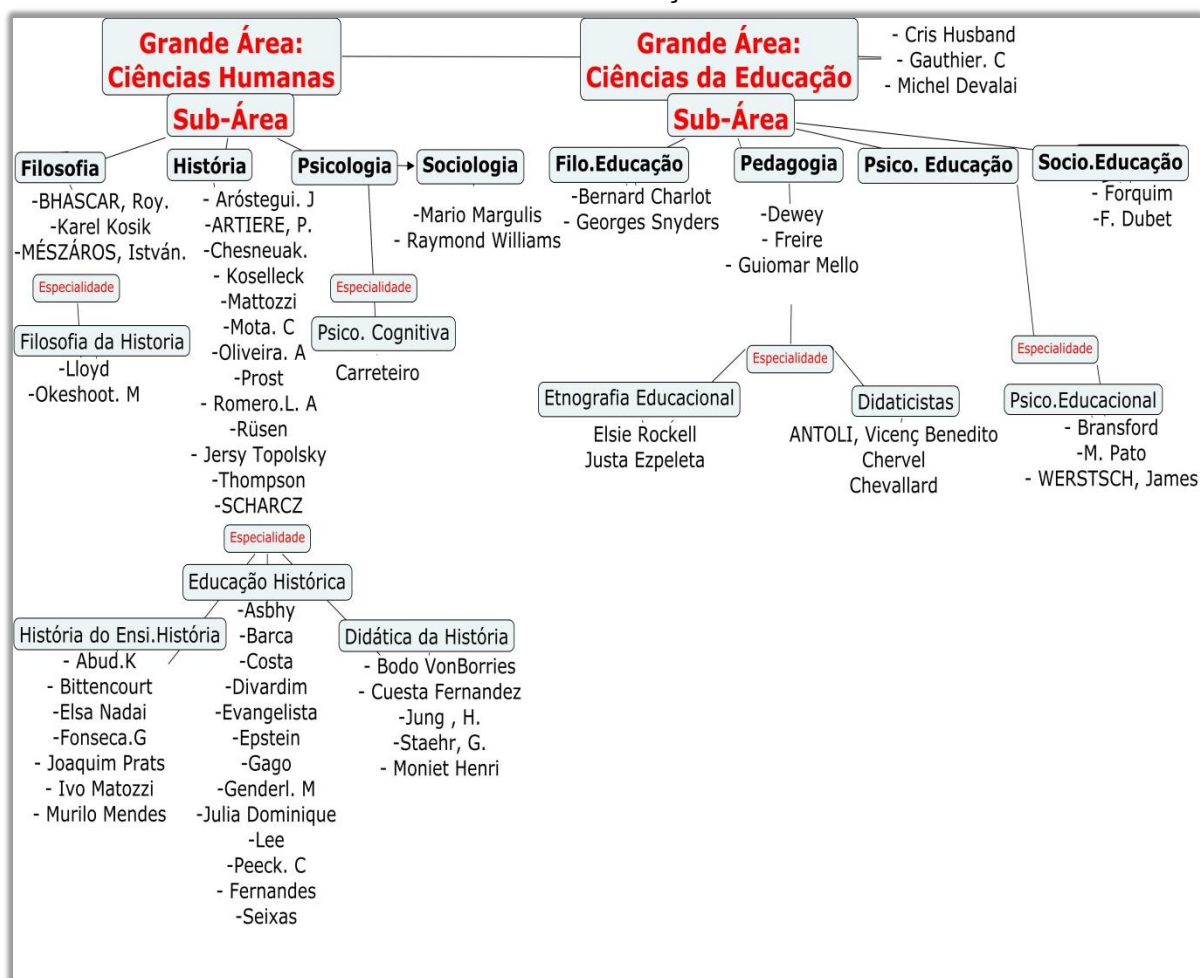 Grande Área:
Ciências Humanas
Sub-Área
Filosofia
-BHASCAR, Roy.
-Karel Kosik
-MÉSZÁROS, István.
Especialidade
Filosofia da Historia
-Lloyd
-Okeshoot. M
História
- Aróstegui. J
-ARTIERE, P.
-Chesneuak.
- Koselleck
-Mattozzi
-Mota. C
-Oliveira. A
-Prost
- Romero.L. A
-Rüsen
- Jersy Topolsky
-Thompson
-SCHARCZ
Especialidade
Educação Histórica
-Asbhy
-Barca
-Costa
-Divardim
-Evangelista
-Epstein
-Gago
-Genderl. M
-Julia Dominique
-Lee
-Peeck. C
- Fernandes
-Seixas
História do Ensi.História
- Abud.K
- Bittencourt
-Elsa Nadai
-Fonseca.G
- Joaquim Prats
- Ivo Matozzi
- Murilo Mendes
Didática da História
- Bodo VonBorries
- Cuesta Fernandez
-Jung , H.
-Staehr, G.
- Moniet Henri
Psicologia
Especialidade
Psico. Cognitiva
Carreteiro
Sociologia
-Mario Margulis
- Raymond Williams
Grande Área:
Ciências da Educação
- Cris Husband
- Gauthier. C
- Michel Devalai
Sub-Área
Filo.Educação
-Bernard Charlot
- Georges Snyders
Pedagogia
-Dewey
- Freire
- Guiomar Mello
Especialidade
Etnografia Educacional
Elsie Rockell
Justa Ezpeleta
Didaticistas
ANTOLI, Vicenç Benedito
Chervel
Chevallard
Psico. Educação
Especialidade
Psico.Educacional
- Bransford
-M. Pato
- WERSTSCH, James
Socio.Educação
- Forquim
-F. Dubet